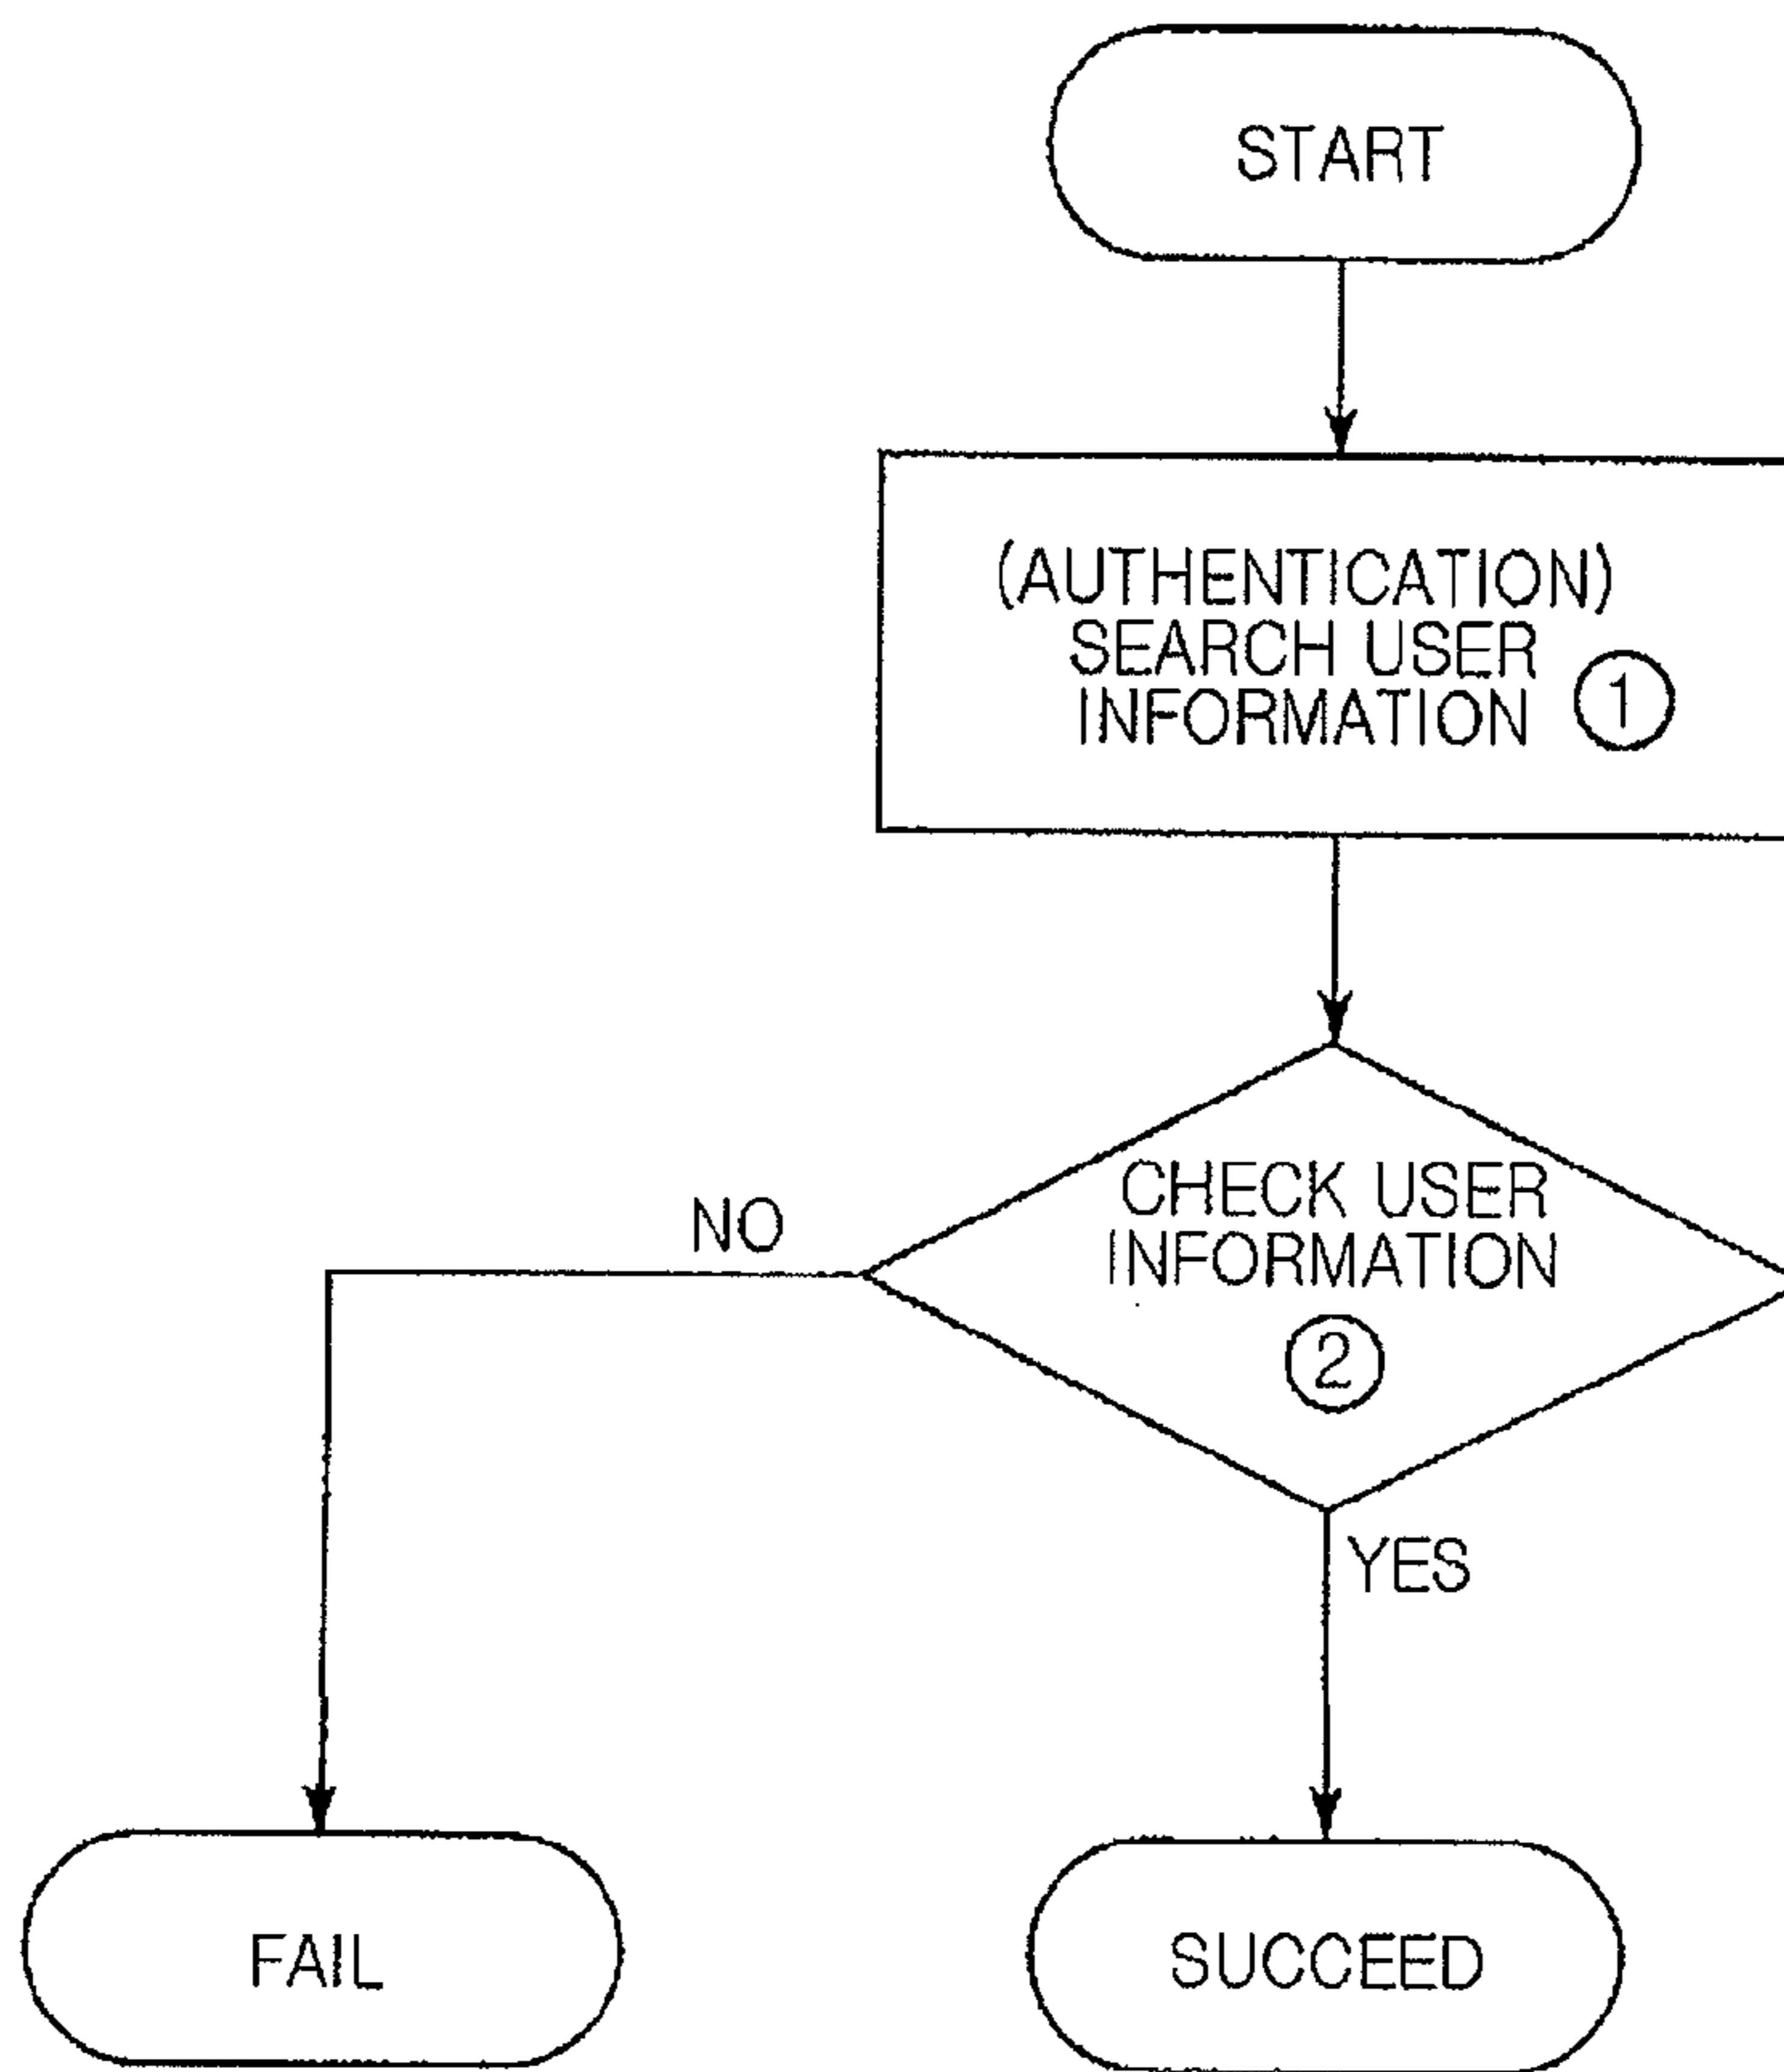 START
(AUTHENTICATION)
SEARCH USER
INFORMATION ①
CHECK USER
INFORMATION
②
NO
YES
FAIL
SUCCEED